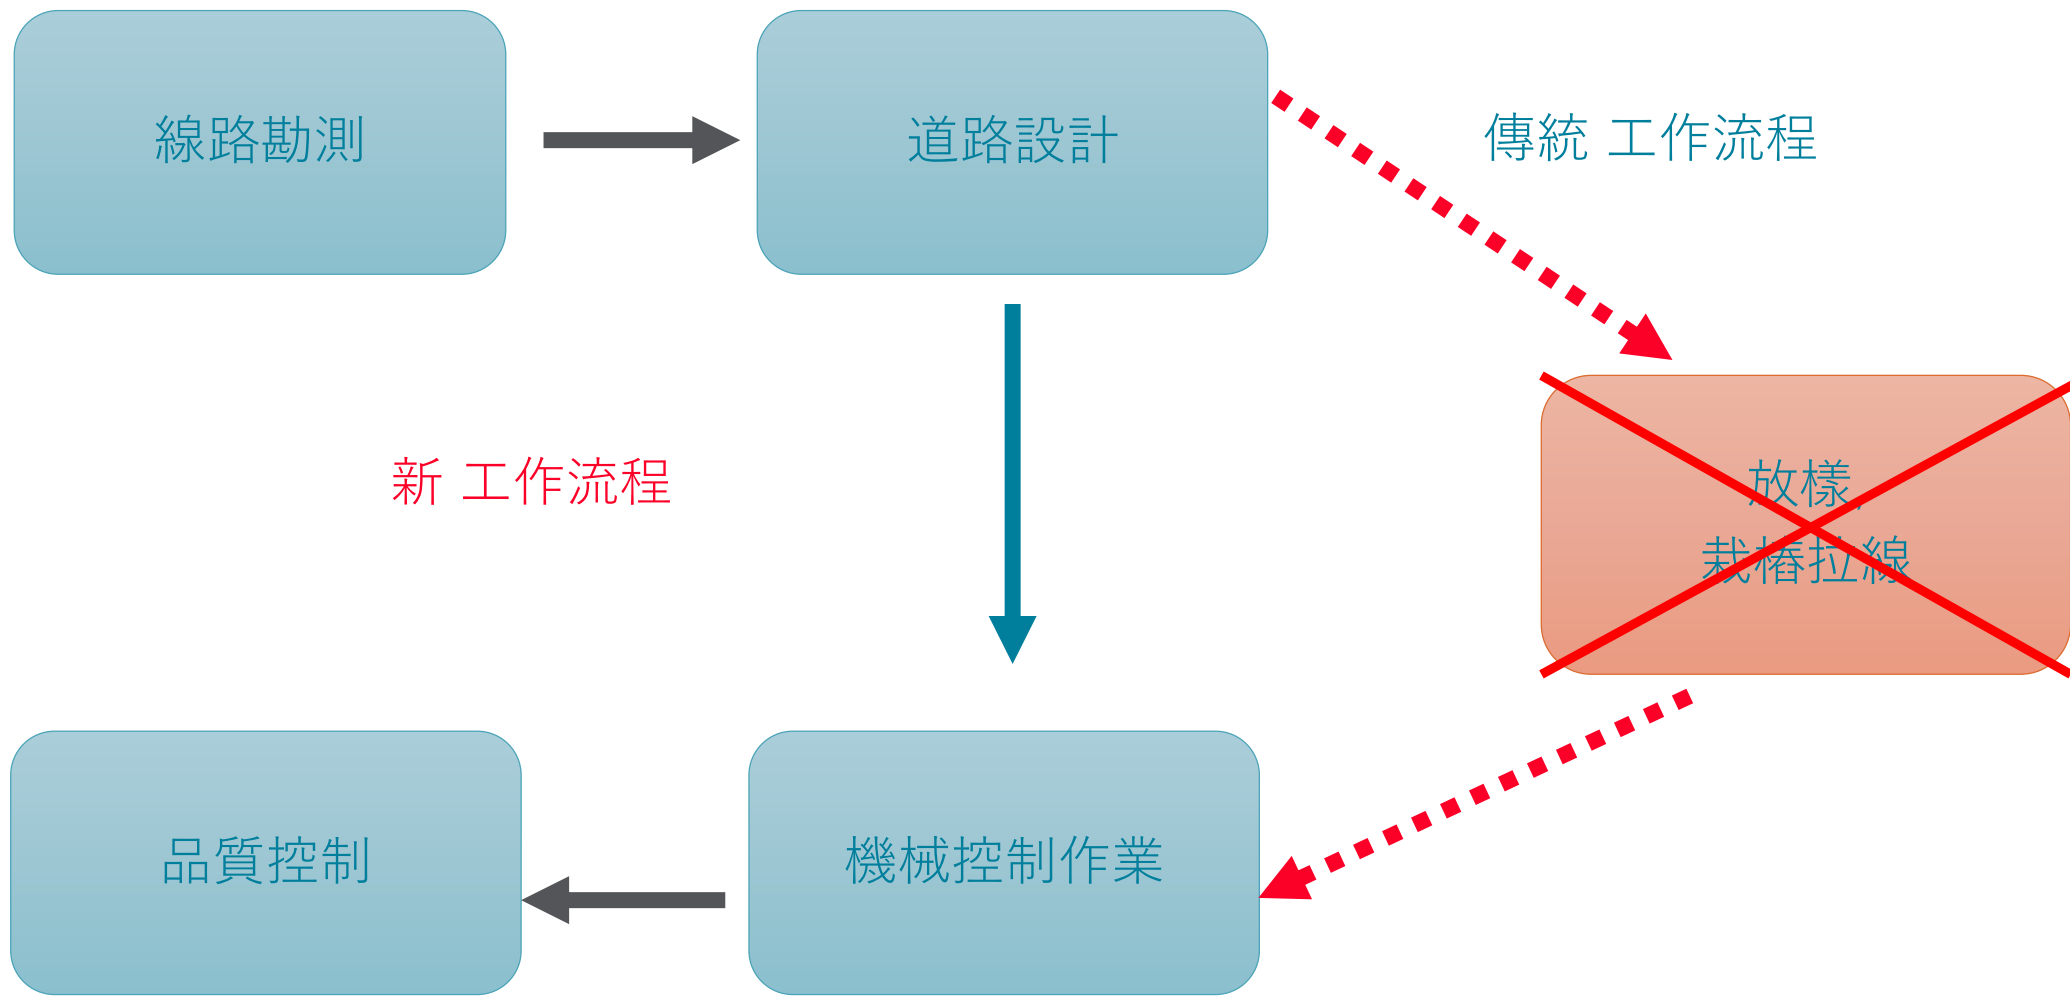 線路勘測
道路設計
傳統 工作流程
新 工作流程
放樣,
栽樁拉線
品質控制
機械控制作業